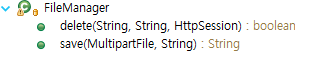 FileManager
delete(String, String, HttpSession) : boolean
save(MultipartFile, String) : String